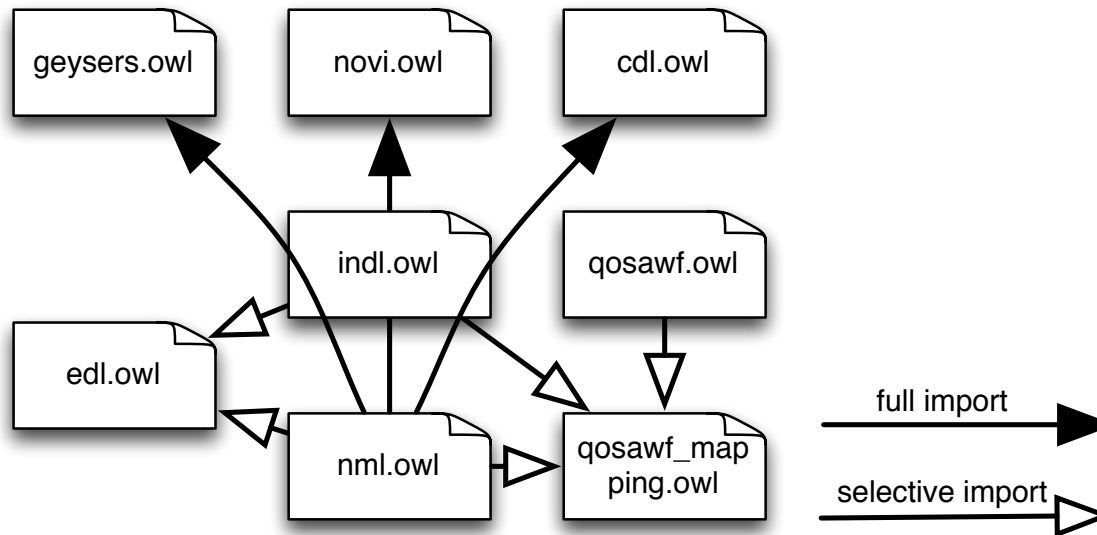 geysers.owl
novi.owl
cdl.owl
indl.owl
qosawf.owl
edl.owl
nml.owl
qosawf_map
ping.owl
full import
selective import